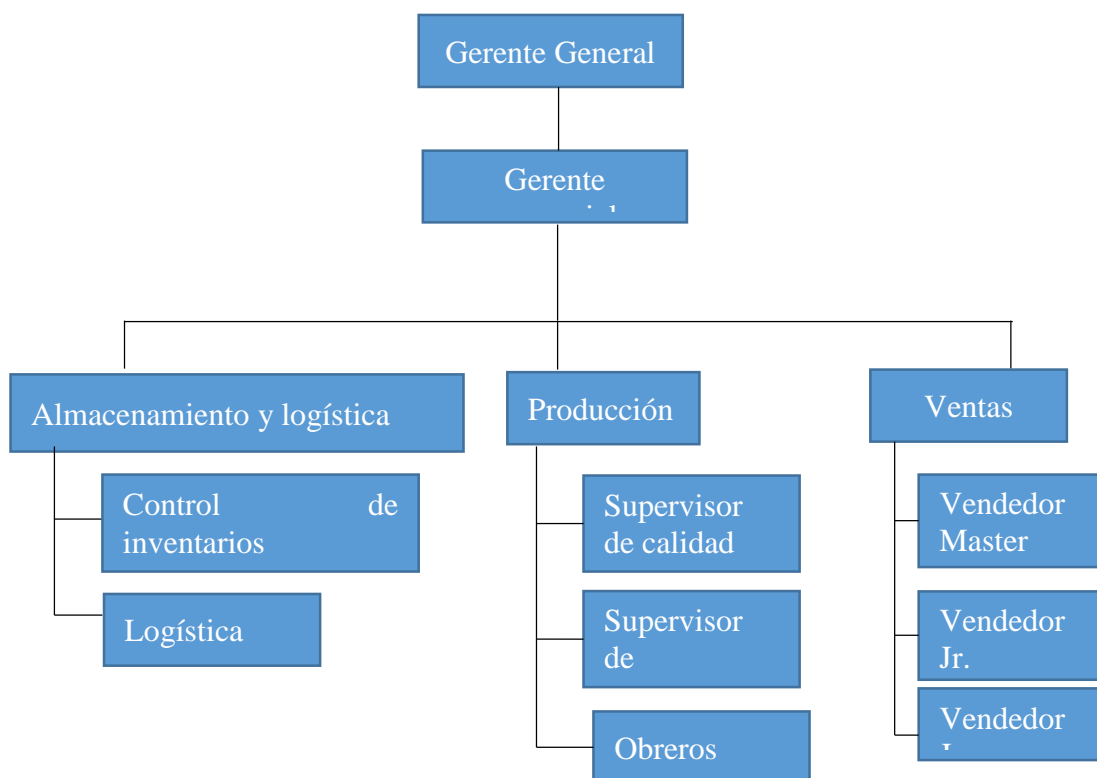 Gerente General
Gerente
Almacenamiento y logística
Producción
Ventas
Control de
inventarios
Logística
Supervisor
de calidad
Supervisor
de
Obreros
Vendedor
Master
Vendedor
Jr.
Vendedor